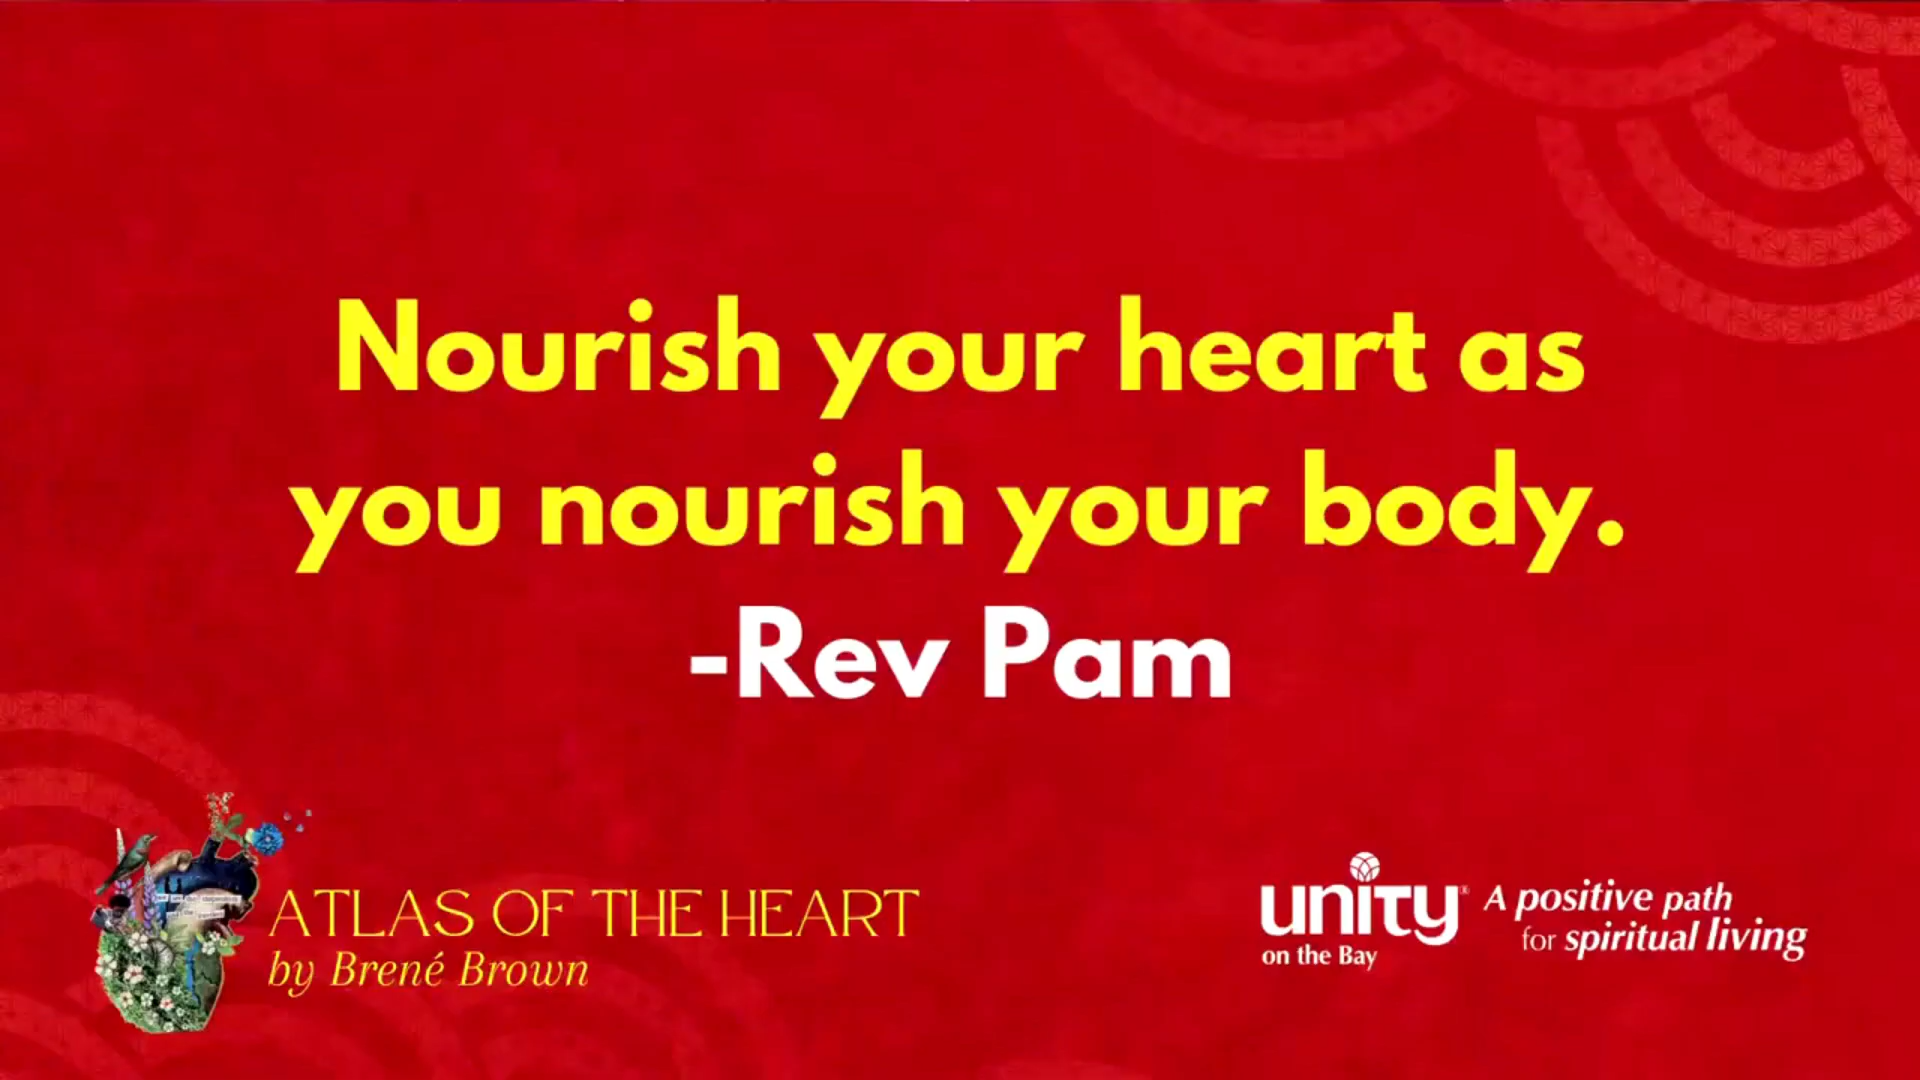 Nourish your heart as
you nourish your body.
-Rev Pam
ATLAS OF THE HEART
by Brené Brown
unity®
on the Bay
A positive path
for spiritual living